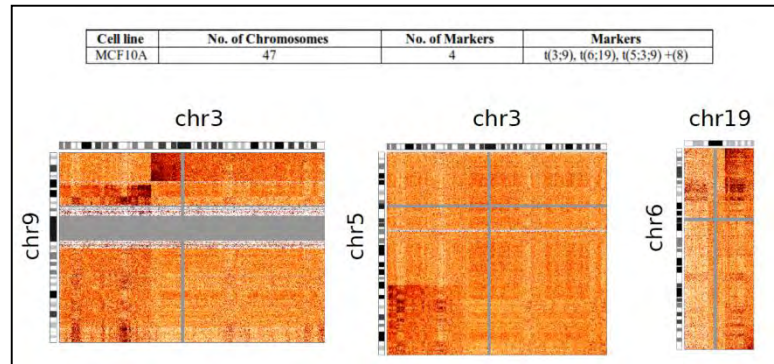 Cell line No. of Chromosomes No. of Markers Markers
MCF10A 47 4 t(3;9), t(6;19), t(5;3;9) +(8)
chr3 chr3 chr19
chr9 chr5 chr6